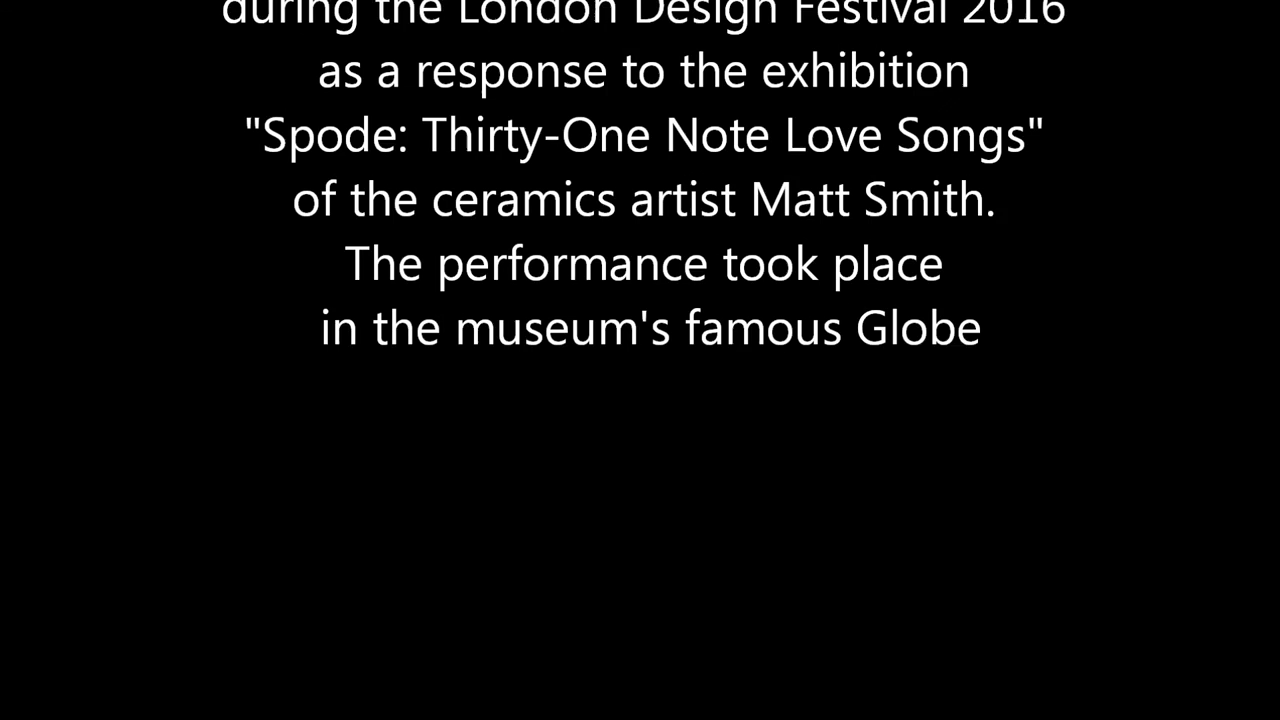 during the London Design Festival 2016
as a response to the exhibition
"Spode: Thirty-One Note Love Songs"
of the ceramics artist Matt Smith.
The performance took place
in the museum's famous Globe